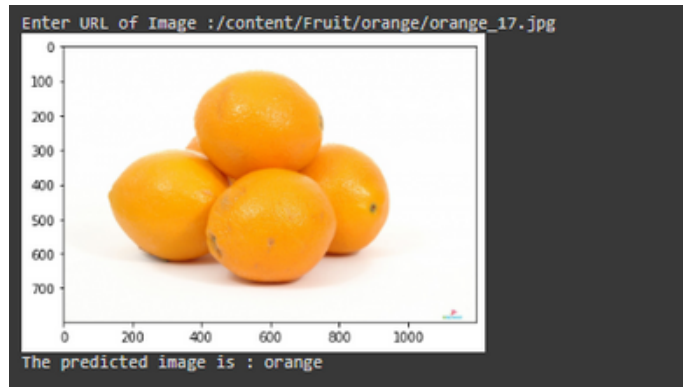 Enter URL of Image :/content/Fruit/orange/orange_17.jpg
0
100
200
300
400
500
600
700
0 200 400 600 800 1000
The predicted image is : orange